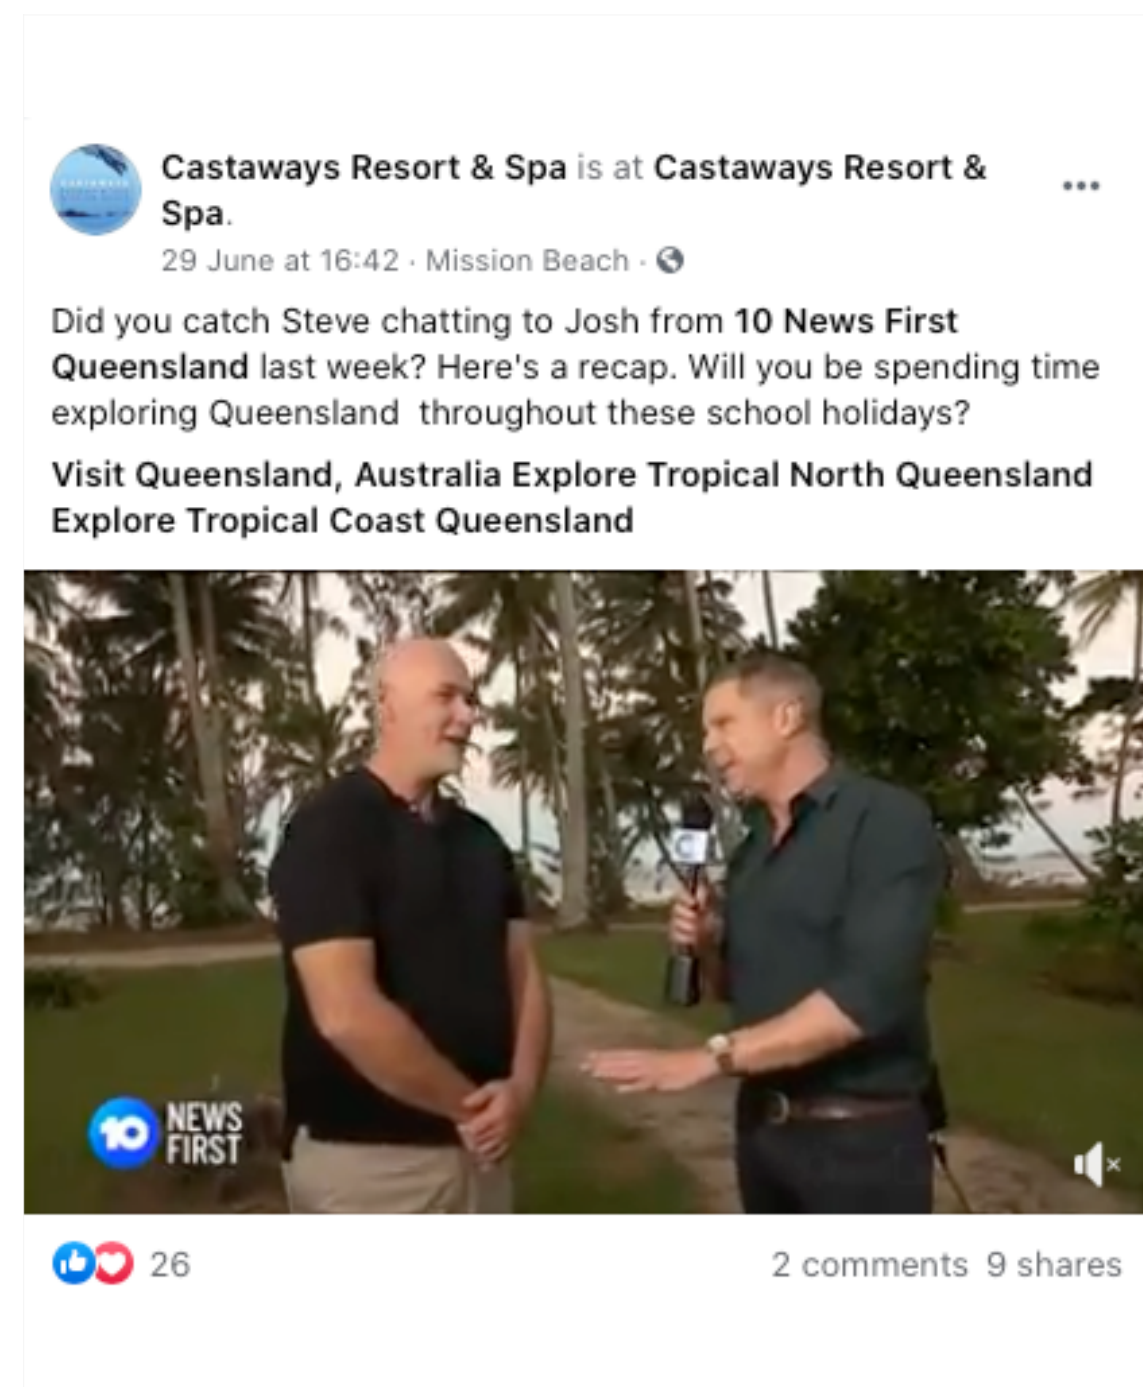 Castaways Resort & Spa is at Castaways Resort &
Spa.
29 June at 16:42 · Mission Beach ·
Did you catch Steve chatting to Josh from 10 News First
Queensland last week? Here's a recap. Will you be spending time
exploring Queensland  throughout these school holidays?
Visit Queensland, Australia Explore Tropical North Queensland
Explore Tropical Coast Queensland
10 NEWS
FIRST
26
2 comments 9 shares